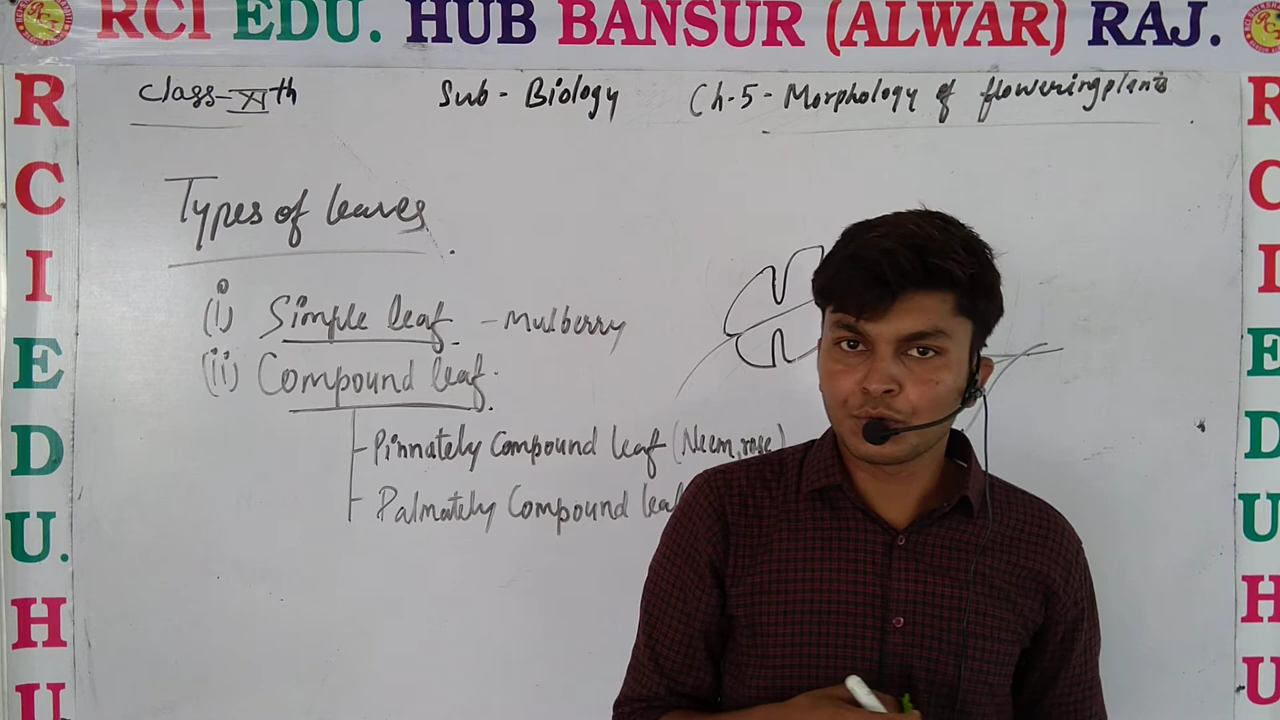 RCI EDU. HUB BANSUR (ALWAR) RAJ.
Class-XIth Sub - Biology Ch-5 - Morphology of floweringplants
Types of leaves
(i) Simple leaf - Mulberry
(ii) Compound leaf.
Pinnately Compound leaf (Neem, rose)
Palmately Compound leaf
R
C
I
E
D
U.
H
U
R
C
I
E
D
U
H
U